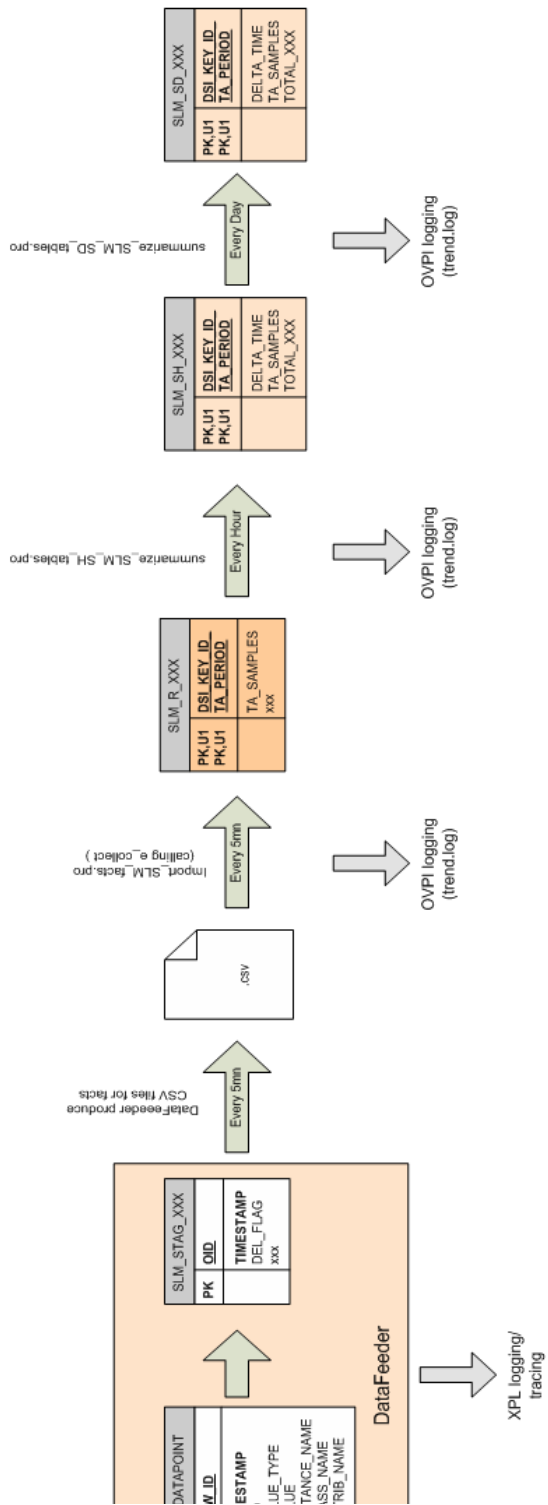 DATAPOINT
W_ID
ESTAMP
UE_TYPE
UE
TANCE_NAME
ASS_NAME
TRIB_NAME
SLM_STAG_XXX
PK OID
TIMESTAMP
DEL_FLAG
xxx
DataFeeder
XPL logging/
tracing
DataFeeeder produce
CSV files for facts
Every 5mn
.csv
Import_SLM_facts.pro
(calling e_collect )
Every 5mn
OVPI logging
(trend.log)
SLM_R_XXX
PK,U1 DSI_KEY_ID
PK,U1 TA_PERIOD
TA_SAMPLES
xxx
summarize_SLM_SH_tables.pro
Every Hour
OVPI logging
(trend.log)
SLM_SH_XXX
PK,U1 DSI_KEY_ID
PK,U1 TA_PERIOD
DELTA_TIME
TA_SAMPLES
TOTAL_XXX
summarize_SLM_SD_tables.pro
Every Day
OVPI logging
(trend.log)
SLM_SD_XXX
PK,U1 DSI_KEY_ID
PK,U1 TA_PERIOD
DELTA_TIME
TA_SAMPLES
TOTAL_XXX